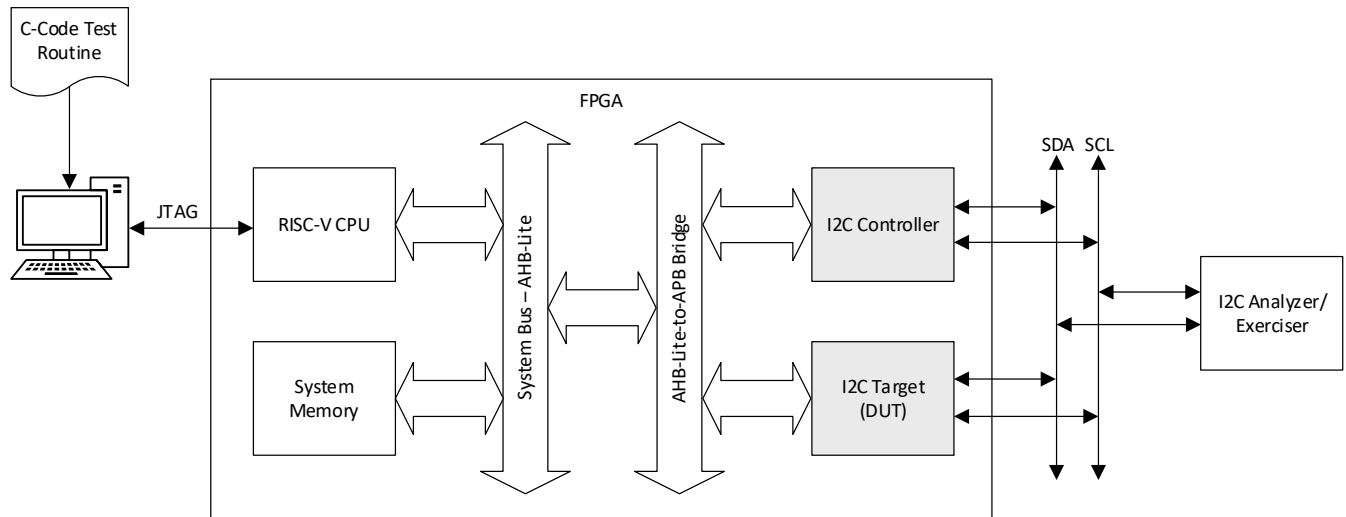 C-Code Test
Routine
FPGA
SDA
SCL
JTAG
RISC-V CPU
System Bus – AHB-Lite
AHB-Lite-to-APB Bridge
I2C Controller
I2C Analyzer/
Exerciser
System
Memory
I2C Target
(DUT)